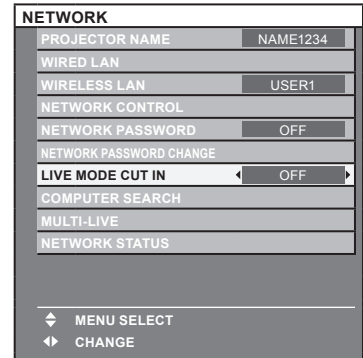 NETWORK
PROJECTOR NAME NAME1234
WIRED LAN
WIRELESS LAN USER1
NETWORK CONTROL
NETWORK PASSWORD OFF
NETWORK PASSWORD CHANGE
LIVE MODE CUT IN OFF
COMPUTER SEARCH
MULTI-LIVE
NETWORK STATUS
MENU SELECT
CHANGE